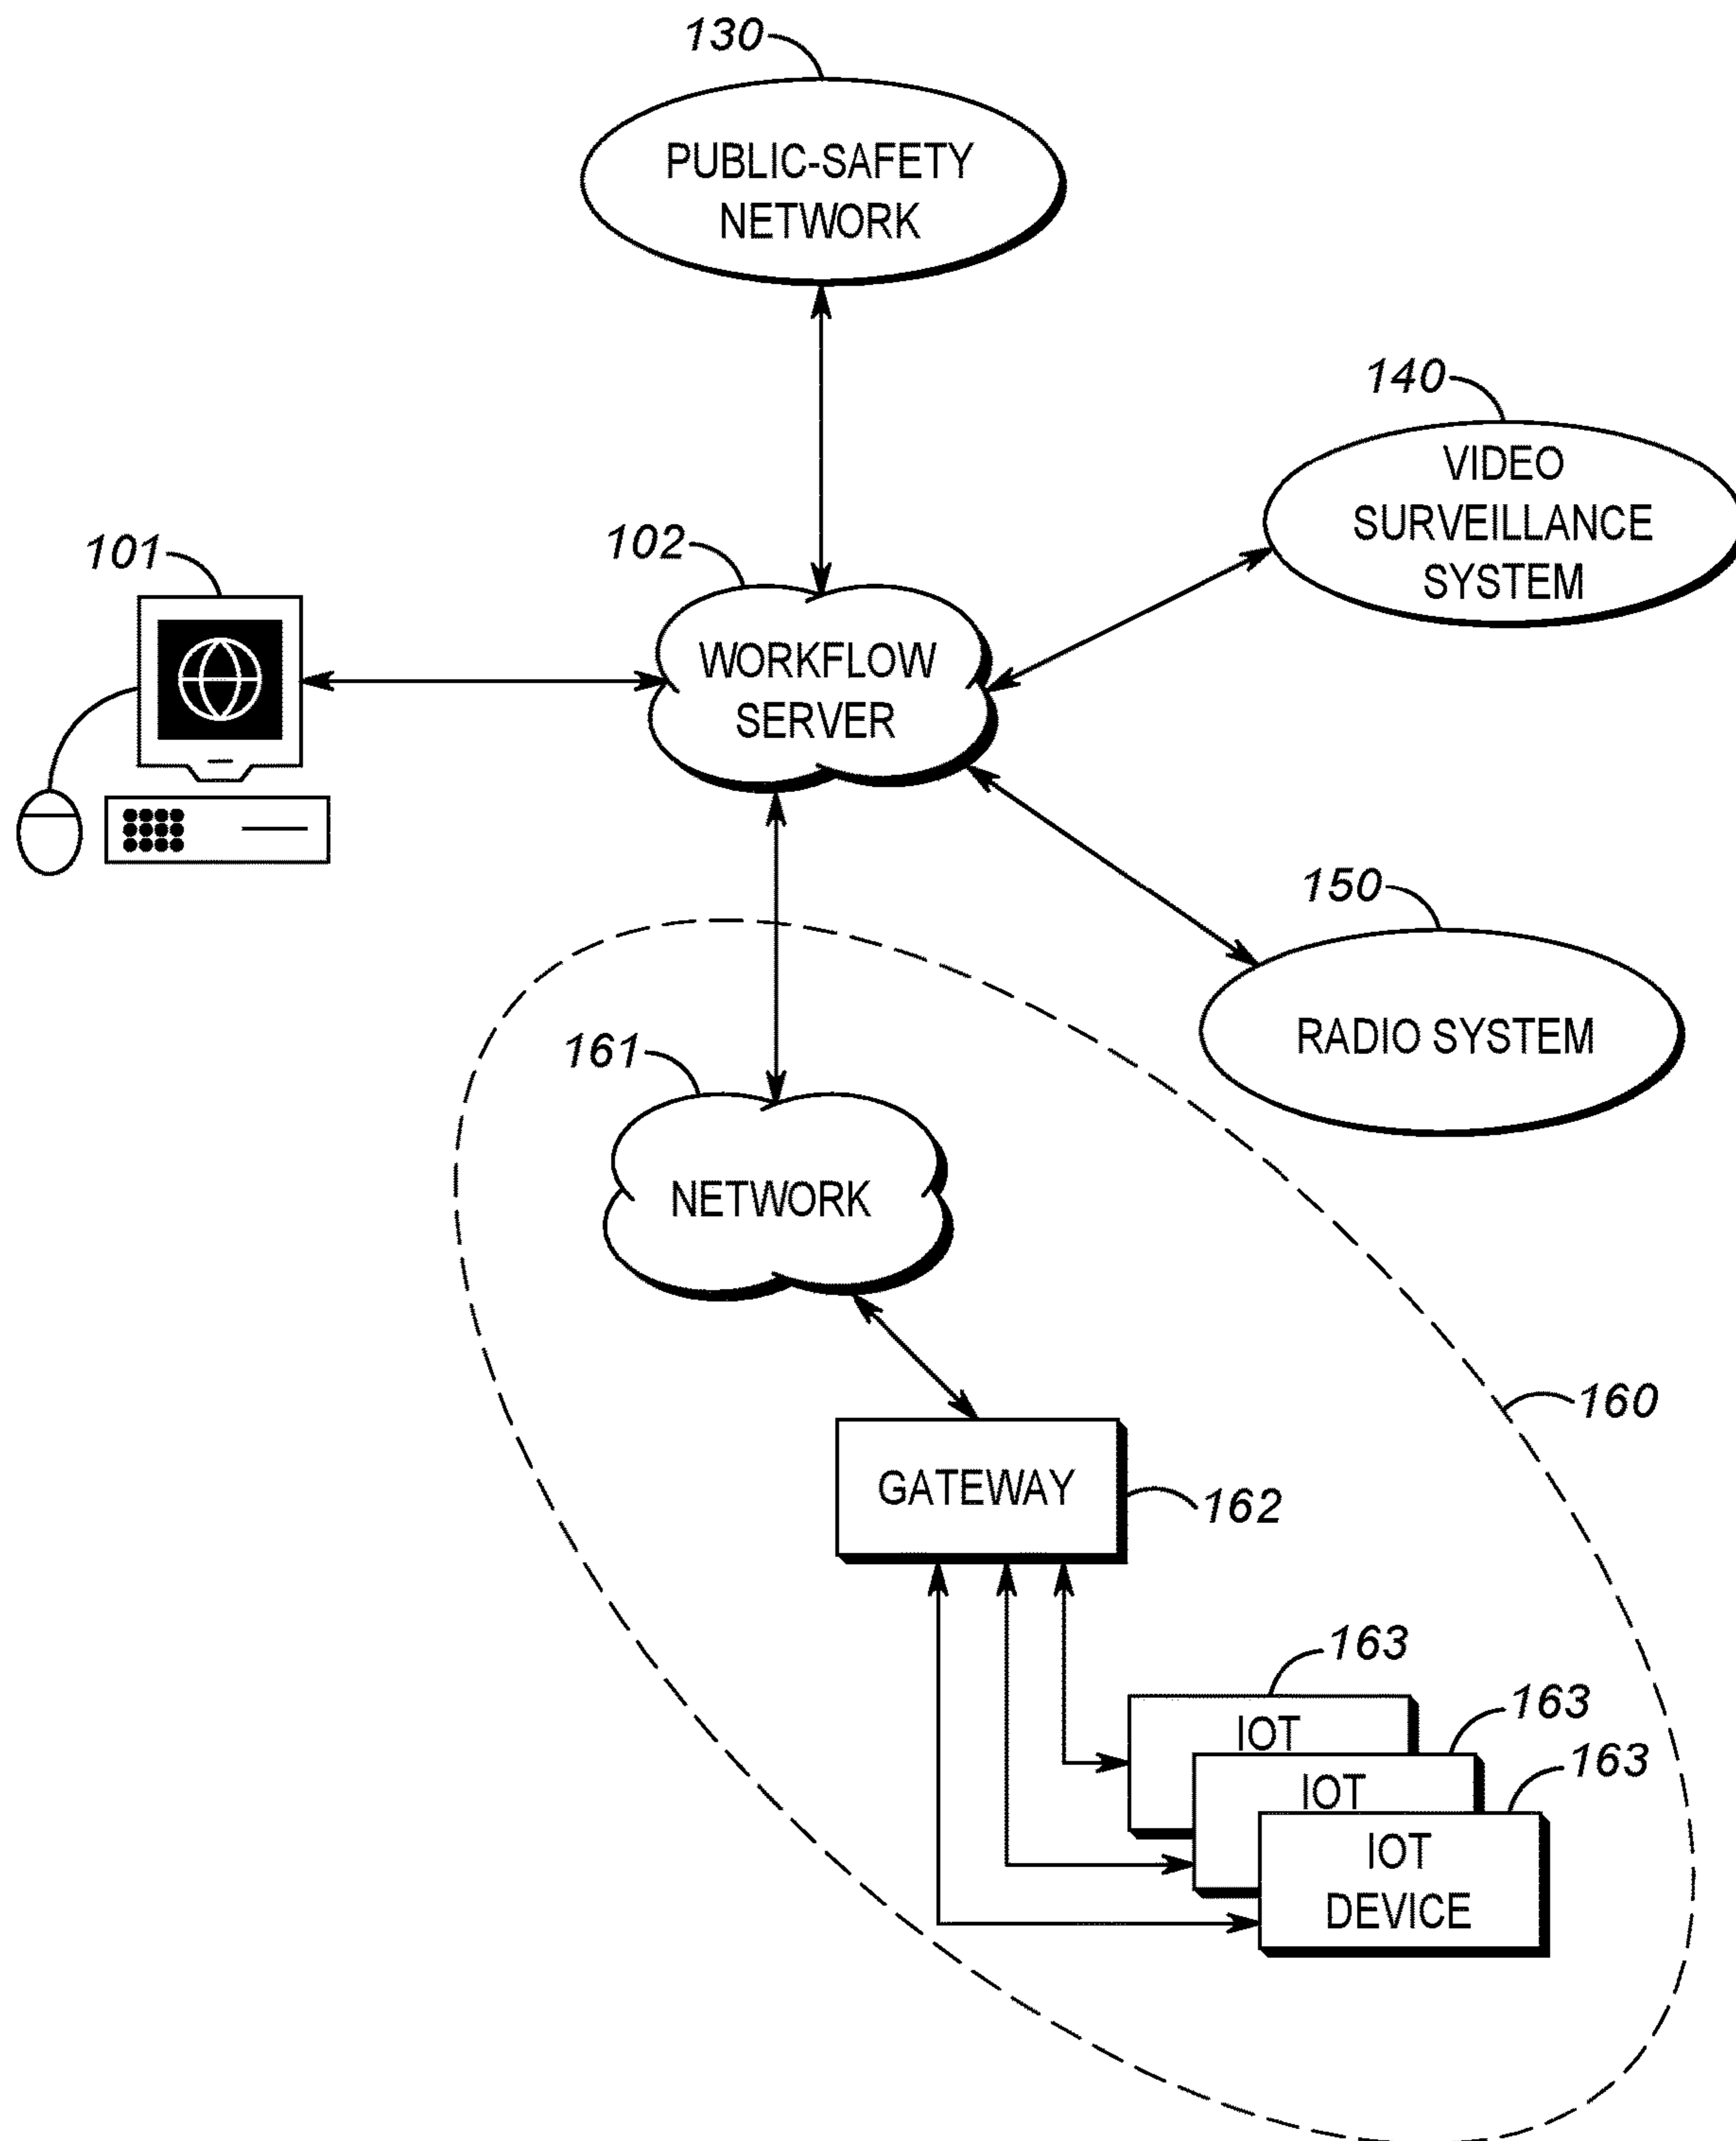 130
PUBLIC-SAFETY
NETWORK
140
VIDEO
SURVEILLANCE
SYSTEM
101
102
WORKFLOW
SERVER
150
RADIO SYSTEM
161
NETWORK
160
GATEWAY
162
163
IOT
163
IOT
163
IOT
DEVICE